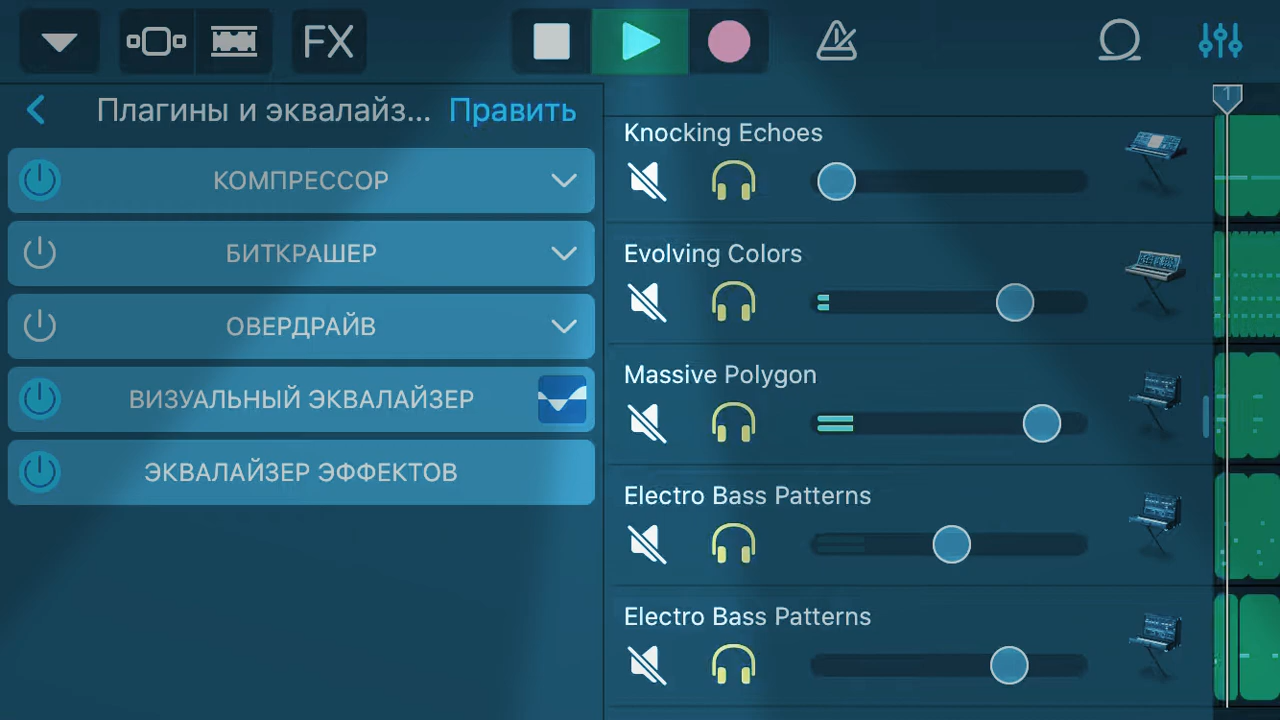 FX
Плагины и эквалайз... Править
КОМПРЕССОР
БИТКРАШЕР
ОВЕРДРАЙВ
ВИЗУАЛЬНЫЙ ЭКВАЛАЙЗЕР
ЭКВАЛАЙЗЕР ЭФФЕКТОВ
1
Knocking Echoes
Evolving Colors
Massive Polygon
Electro Bass Patterns
Electro Bass Patterns